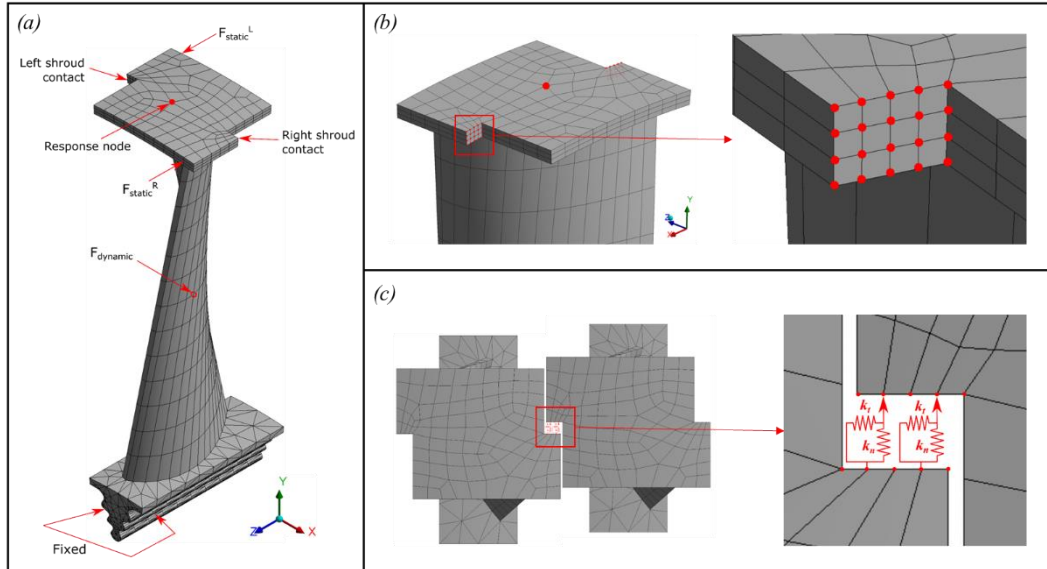 (a)
F_static^L
Left shroud
contact
Response node
Right shroud
contact
F_static^R
F_dynamic
Fixed
Y
Z
X
(b)
Y
Z
X
(c)
k_t
k_t
k_n
k_n